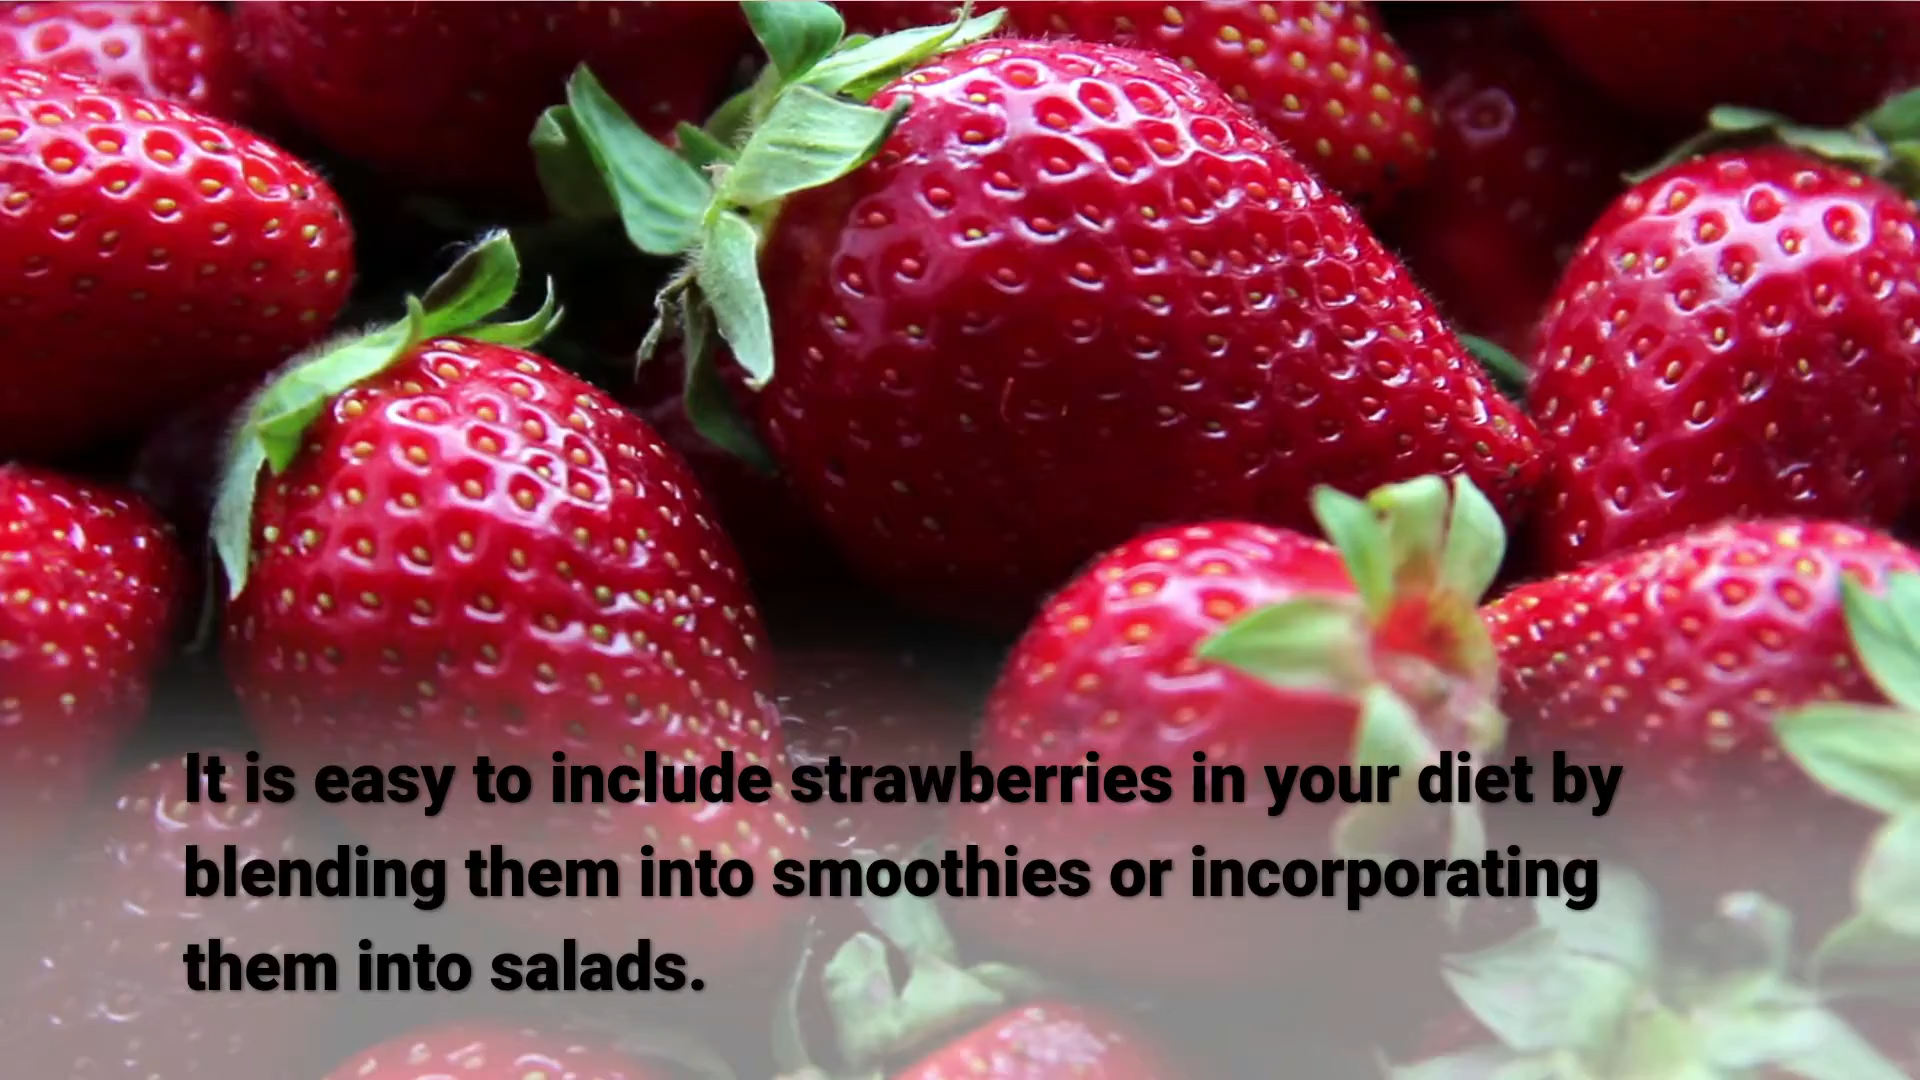 It is easy to include strawberries in your diet by
blending them into smoothies or incorporating
them into salads.